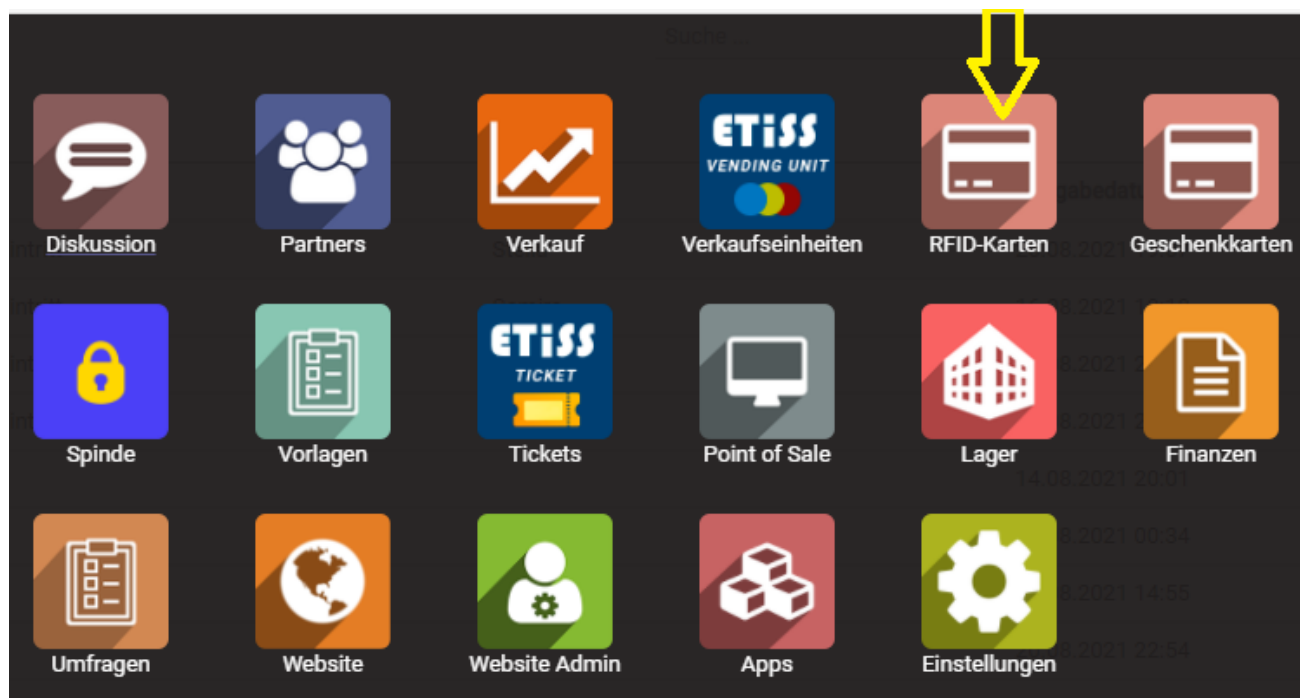 Suche ...
ETiSS
VENDING UNIT
Diskussion
Partners
Verkauf
Verkaufseinheiten
RFID-Karten
Geschenkkarten
ETiSS
TICKET
Spinde
Vorlagen
Tickets
Point of Sale
Lager
Finanzen
14.08.2021 20:01
Umfragen
Website
Website Admin
Apps
Einstellungen